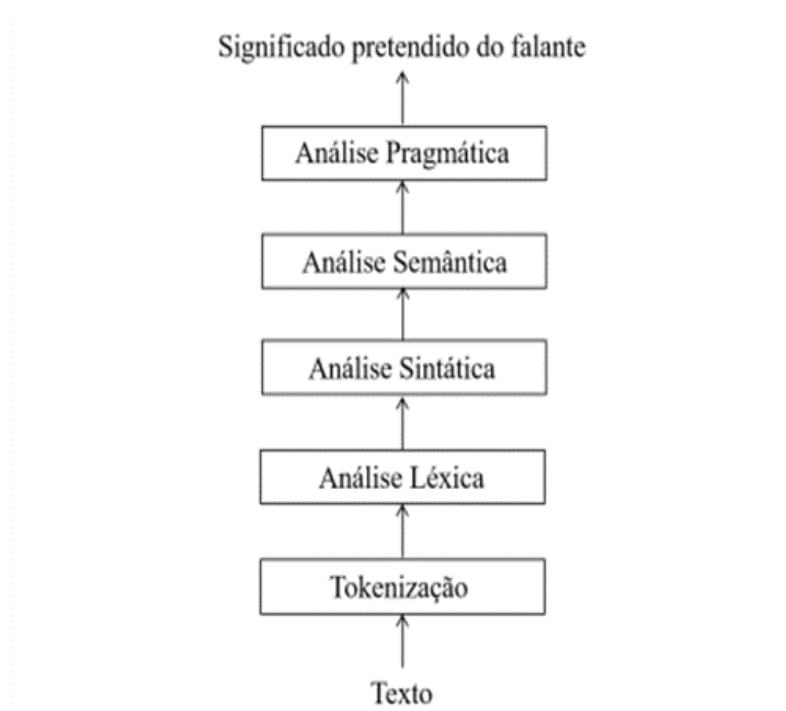 Significado pretendido do falante
Análise Pragmática
Análise Semântica
Análise Sintática
Análise Léxica
Tokenização
Texto